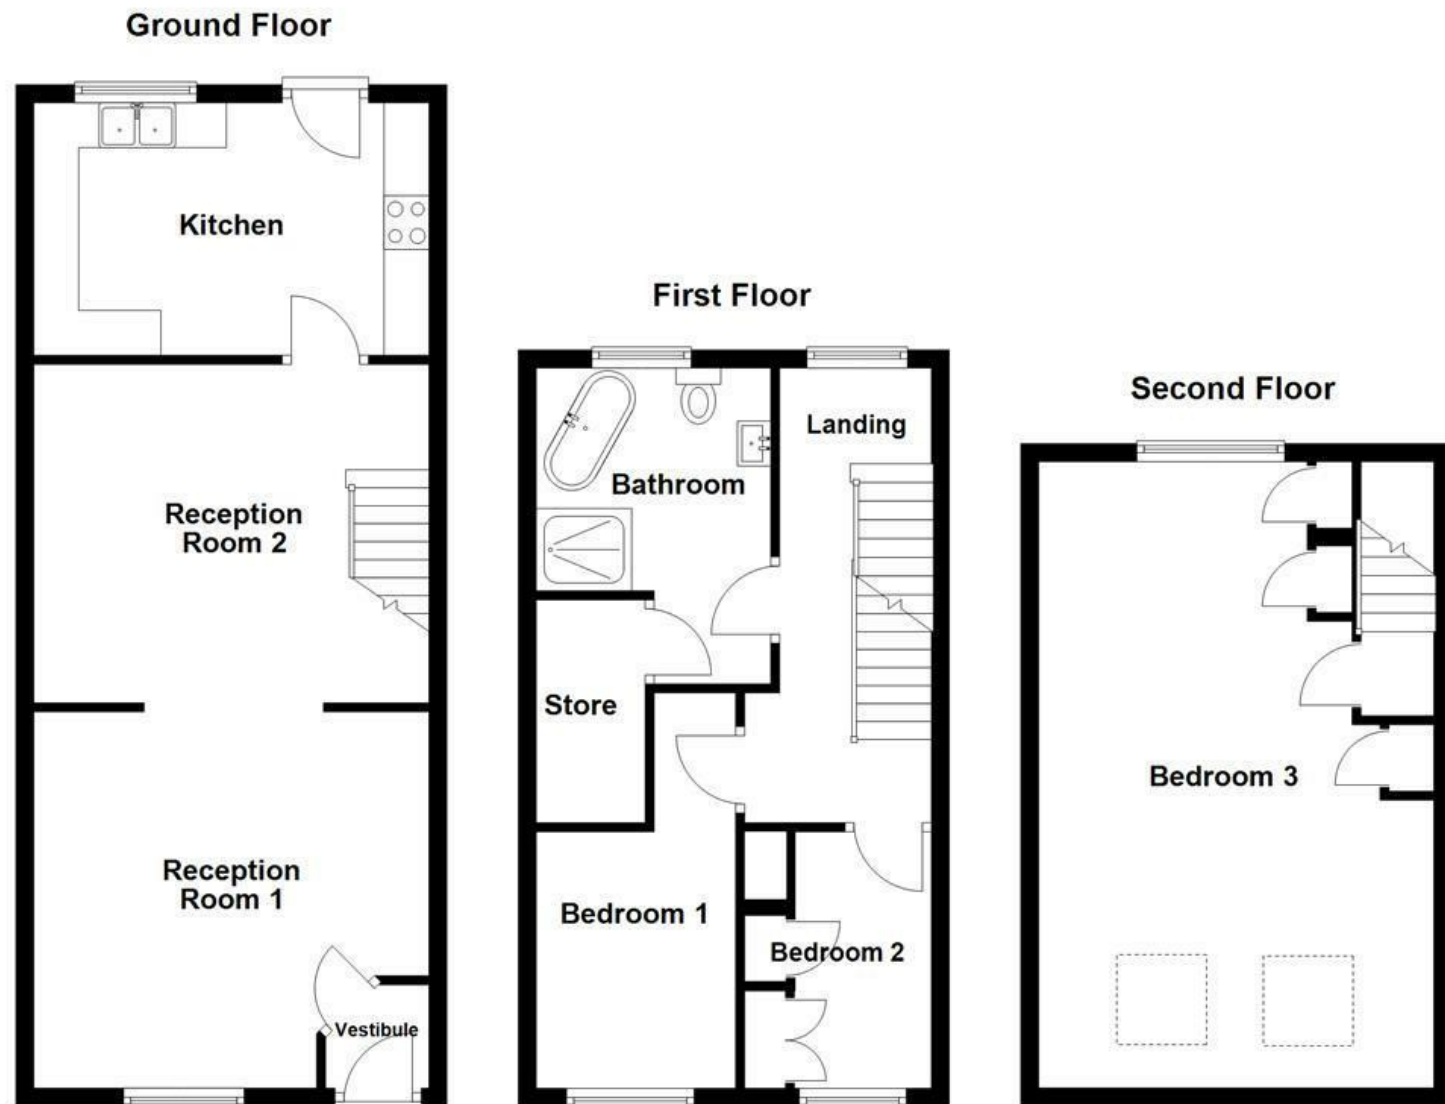 Ground Floor
Kitchen
Reception
Room 2
Reception
Room 1
Vestibule
First Floor
Landing
Bathroom
Store
Bedroom 1
Bedroom 2
Second Floor
Bedroom 3